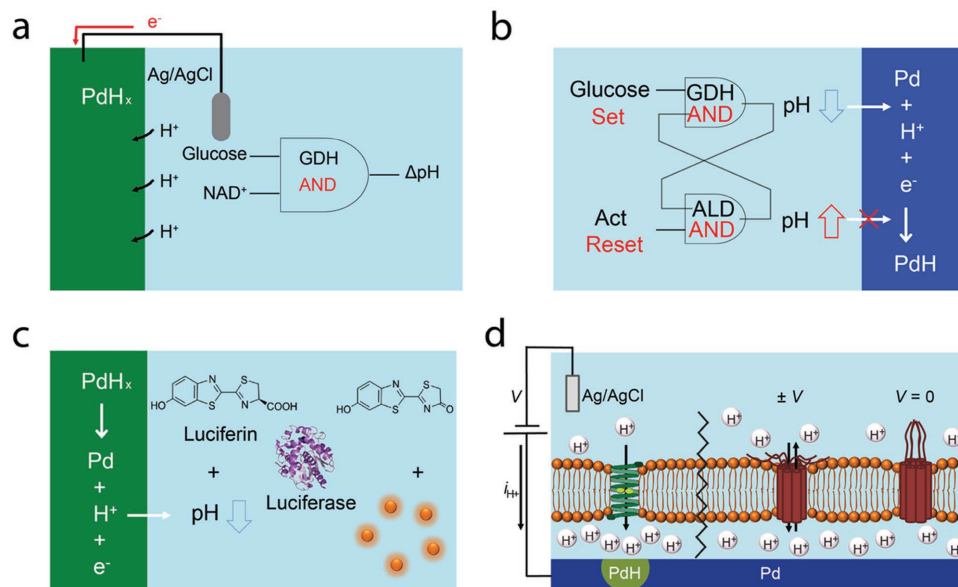 a
e⁻
PdHₓ
Ag/AgCl
H⁺
H⁺
H⁺
Glucose
NAD⁺
GDH
AND
ΔpH
b
Glucose
Set
GDH
AND
pH
Act
Reset
ALD
AND
pH
Pd
+
H⁺
+
e⁻
PdH
c
PdHₓ
Pd
+
H⁺
+
e⁻
pH
HO
N
S
S
N
COOH
Luciferin
+
Luciferase
HO
N
S
S
N
O
+
d
V
Ag/AgCl
± V
V = 0
H⁺
H⁺
H⁺
H⁺
H⁺
H⁺
H⁺
iH⁺
H⁺
H⁺
H⁺
H⁺
H⁺
H⁺
H⁺
H⁺
H⁺
H⁺
PdH
Pd